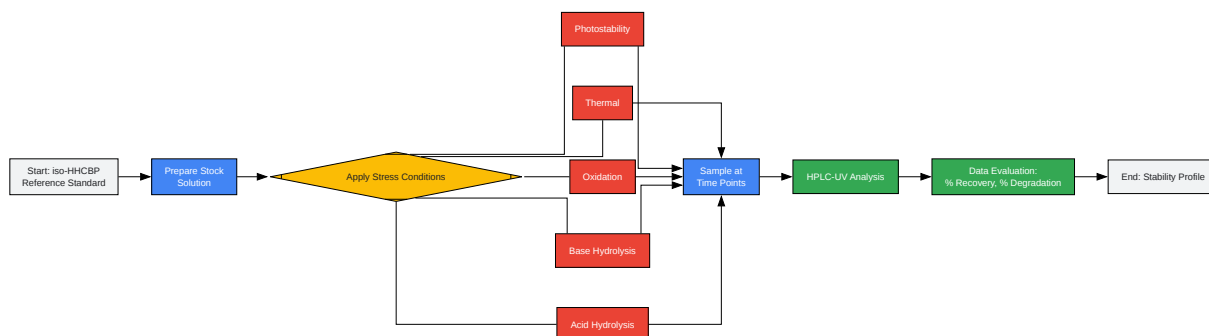 Photostability
Thermal
Start: iso-HHCBP
Reference Standard
Prepare Stock
Solution
Apply Stress Conditions
Oxidation
Sample at
Time Points
HPLC-UV Analysis
Data Evaluation:
% Recovery, % Degradation
End: Stability Profile
Base Hydrolysis
Acid Hydrolysis